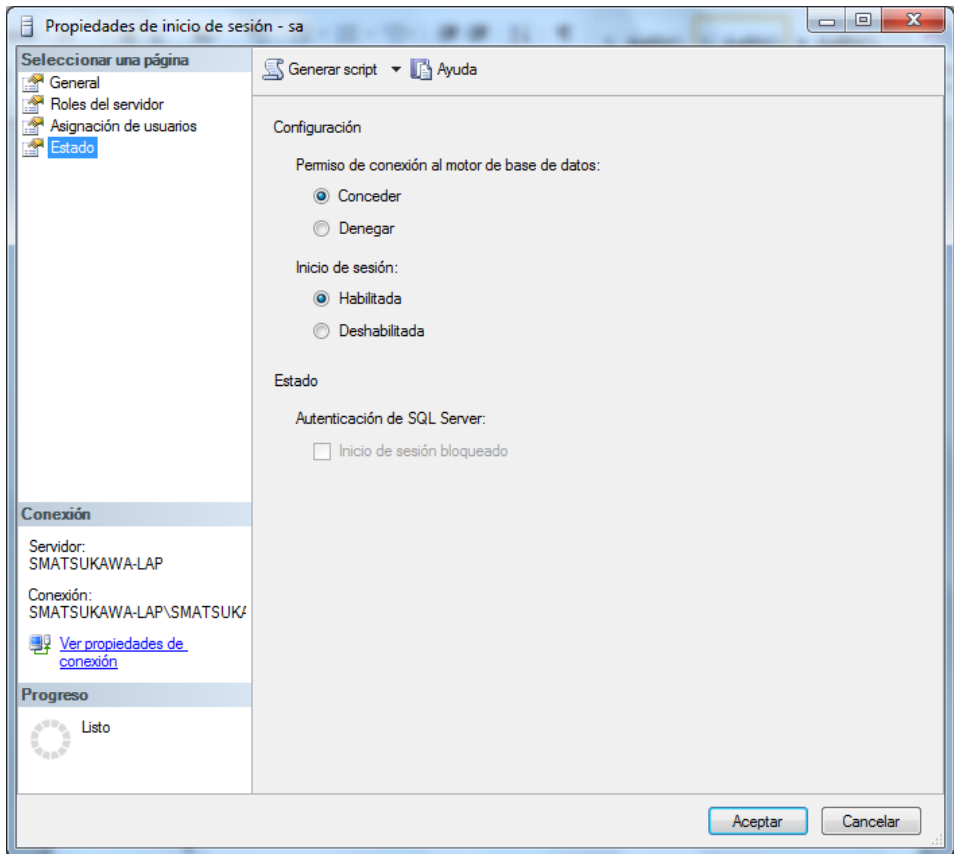 Propiedades de inicio de sesión - sa
Seleccionar una página
General
Roles del servidor
Asignación de usuarios
Estado
Generar script
Ayuda
Configuración
Permiso de conexión al motor de base de datos:
Conceder
Denegar
Inicio de sesión:
Habilitada
Deshabilitada
Estado
Autenticación de SQL Server:
Inicio de sesión bloqueado
Conexión
Servidor:
SMATSUKAWA-LAP
Conexión:
SMATSUKAWA-LAP\SMATSUKA
Ver propiedades de
conexión
Progreso
Listo
Aceptar
Cancelar